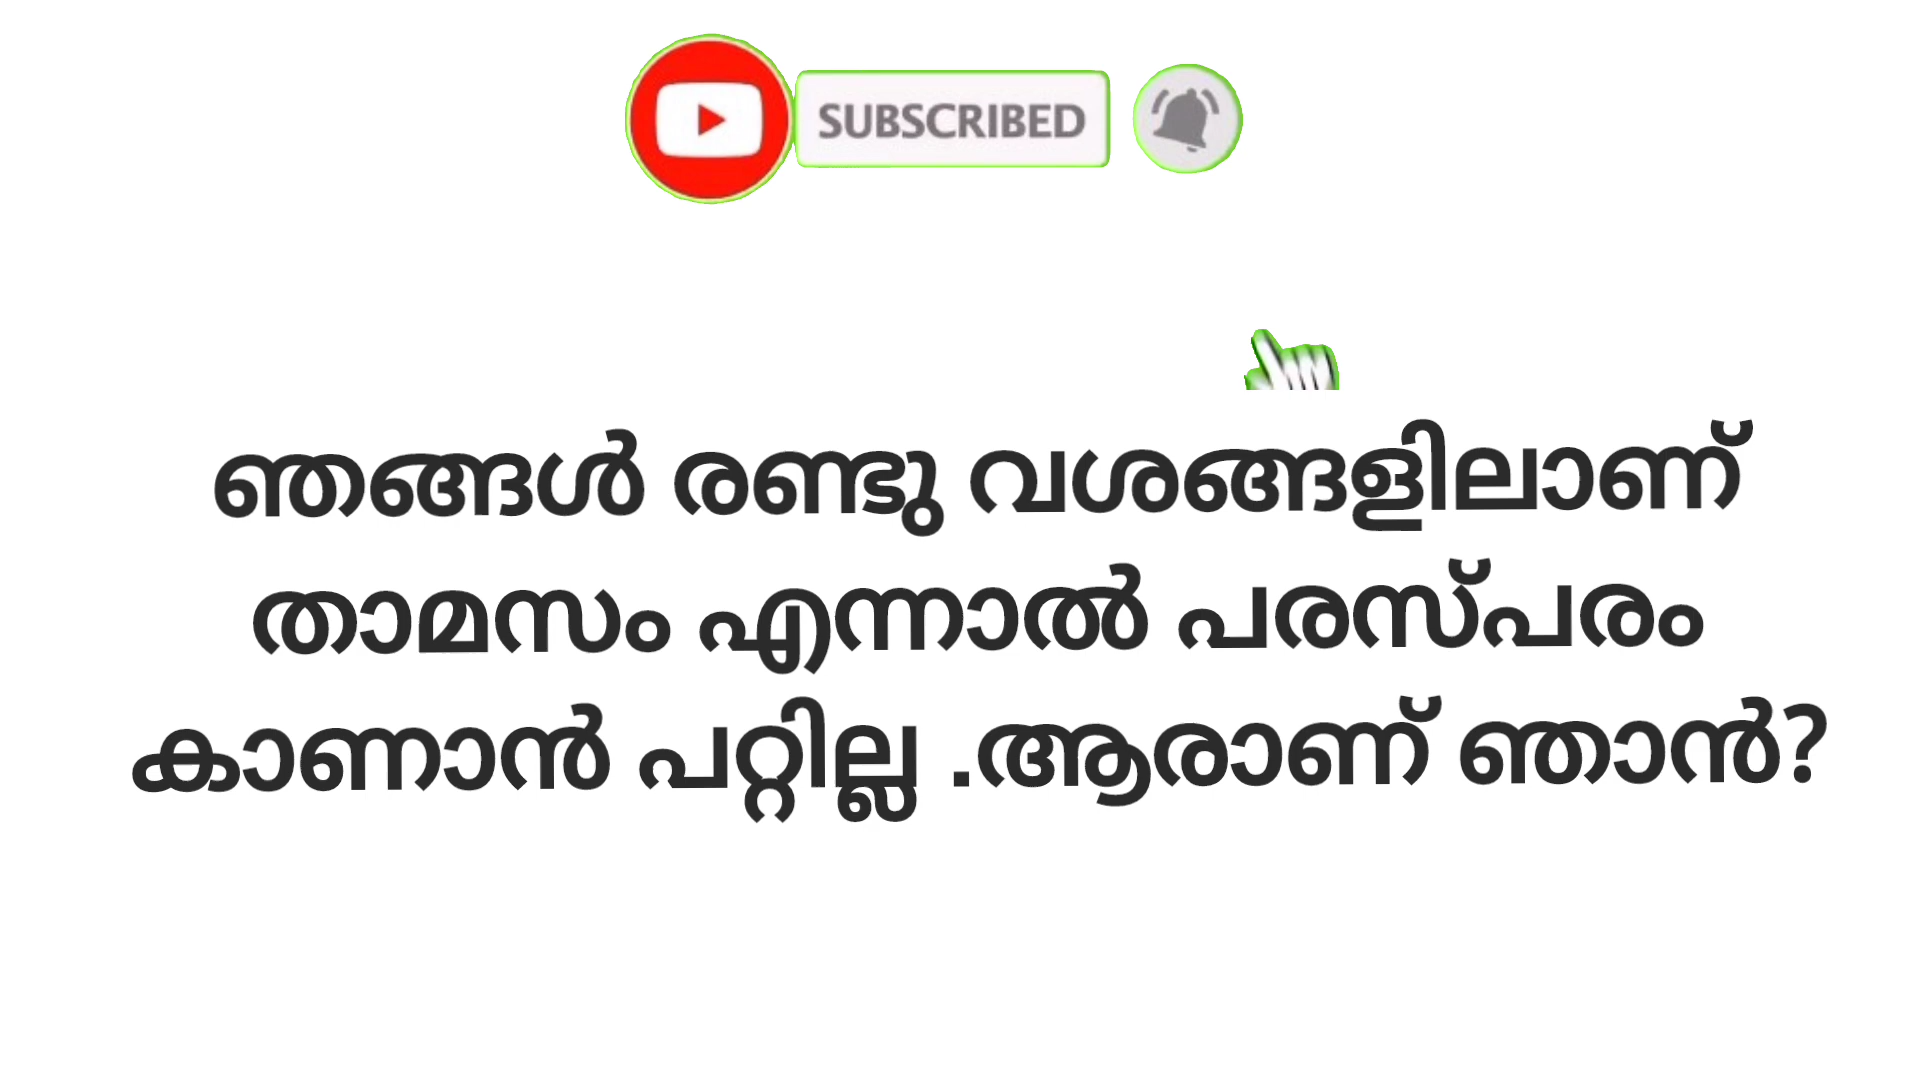 SUBSCRIBED
ഞങ്ങൾ രണ്ടു വശങ്ങളിലാണ്
താമസം എന്നാൽ പരസ്പരം
കാണാൻ പറ്റില്ല .ആരാണ് ഞാൻ?